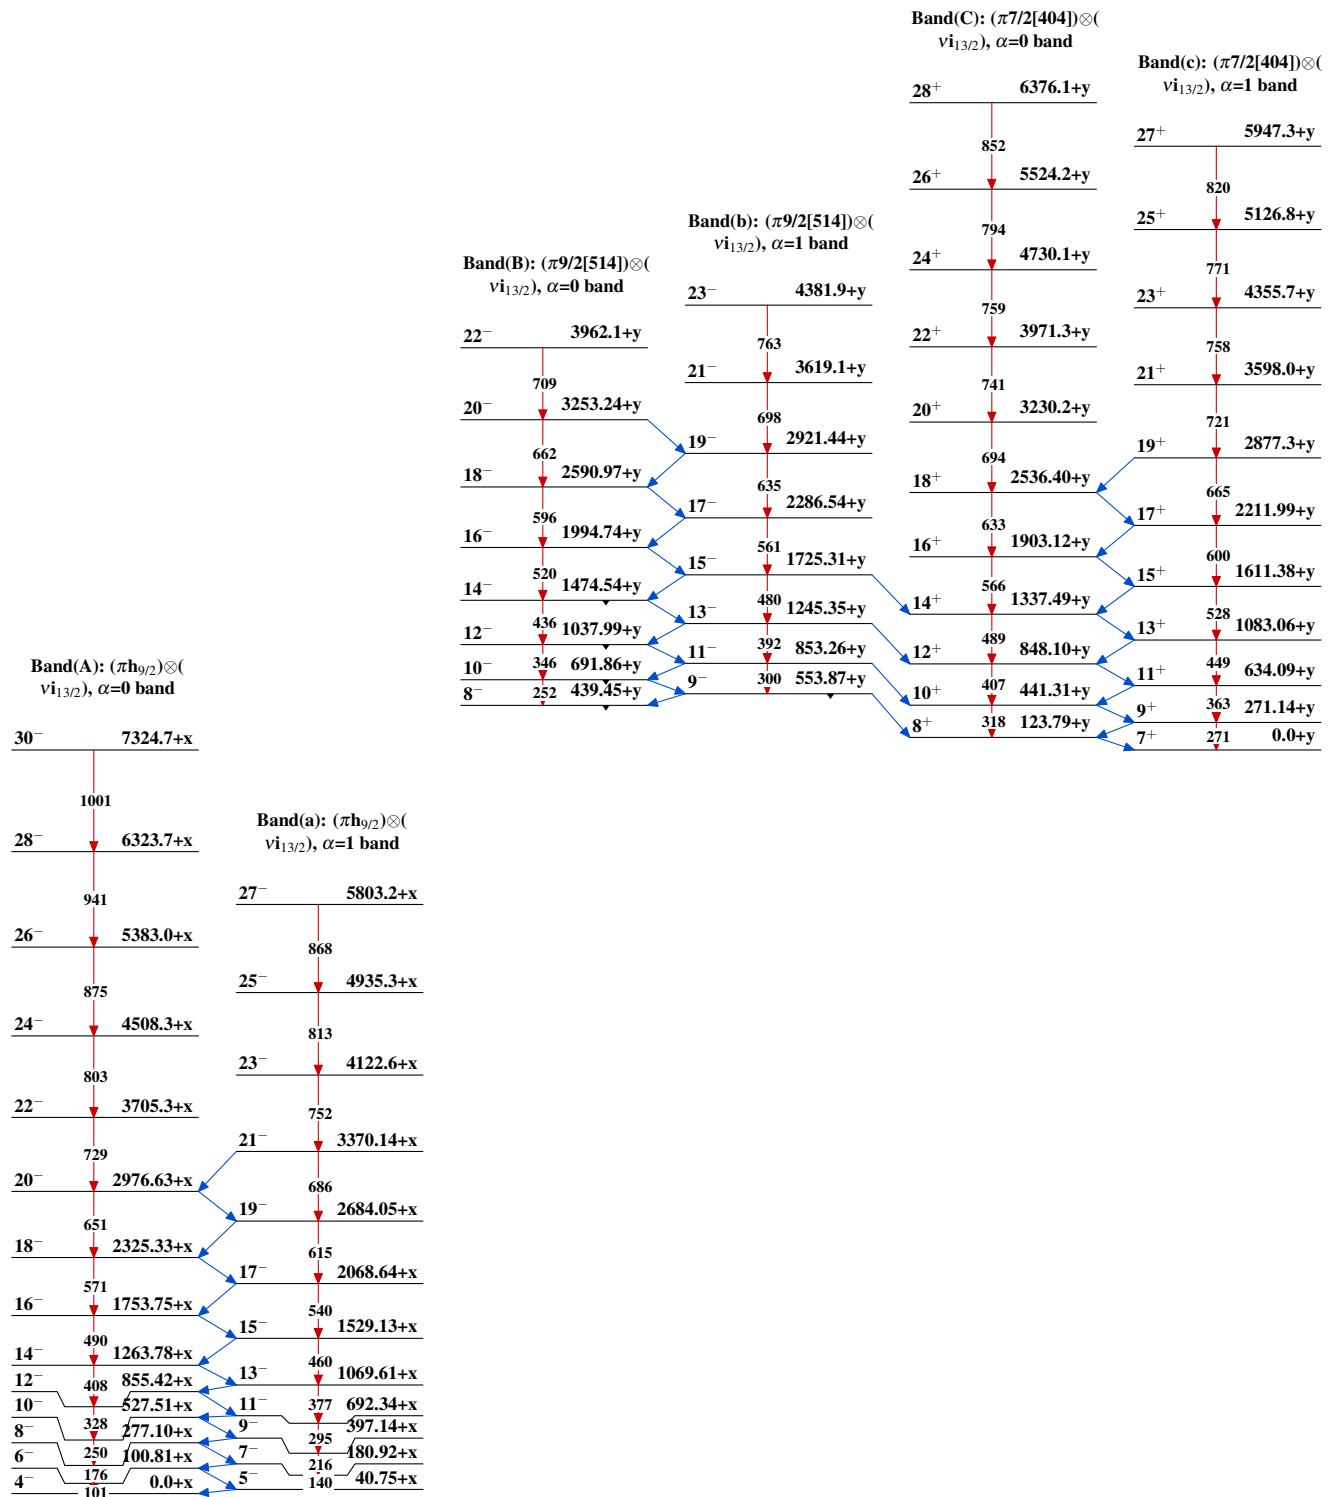 Band(C): (π7/2[404])⊗(
νi13/2), α=0 band
28+ 6376.1+y
852
26+ 5524.2+y
794
24+ 4730.1+y
759
22+ 3971.3+y
741
20+ 3230.2+y
694
18+ 2536.40+y
633
16+ 1903.12+y
566
14+ 1337.49+y
489
12+ 848.10+y
407
10+ 441.31+y
318
8+ 123.79+y
Band(c): (π7/2[404])⊗(
νi13/2), α=1 band
27+ 5947.3+y
820
25+ 5126.8+y
771
23+ 4355.7+y
758
21+ 3598.0+y
721
19+ 2877.3+y
665
17+ 2211.99+y
600
15+ 1611.38+y
528
13+ 1083.06+y
449
11+ 634.09+y
363
9+ 271.14+y
271
7+ 0.0+y
Band(b): (π9/2[514])⊗(
νi13/2), α=1 band
23− 4381.9+y
763
21− 3619.1+y
698
19− 2921.44+y
635
17− 2286.54+y
561
15− 1725.31+y
480
13− 1245.35+y
392
11− 853.26+y
300
9− 553.87+y
Band(B): (π9/2[514])⊗(
νi13/2), α=0 band
22− 3962.1+y
709
20− 3253.24+y
662
18− 2590.97+y
596
16− 1994.74+y
520
14− 1474.54+y
436
12− 1037.99+y
346
10− 691.86+y
252
8− 439.45+y
Band(A): (πh9/2)⊗(
νi13/2), α=0 band
30− 7324.7+x
1001
28− 6323.7+x
941
26− 5383.0+x
875
24− 4508.3+x
803
22− 3705.3+x
729
20− 2976.63+x
651
18− 2325.33+x
571
16− 1753.75+x
490
14− 1263.78+x
408
12− 855.42+x
328
10− 527.51+x
250
8− 277.10+x
176
6− 100.81+x
101
4− 0.0+x
Band(a): (πh9/2)⊗(
νi13/2), α=1 band
27− 5803.2+x
868
25− 4935.3+x
813
23− 4122.6+x
752
21− 3370.14+x
686
19− 2684.05+x
615
17− 2068.64+x
540
15− 1529.13+x
460
13− 1069.61+x
377
11− 692.34+x
295
9− 397.14+x
216
7− 180.92+x
140
5− 40.75+x